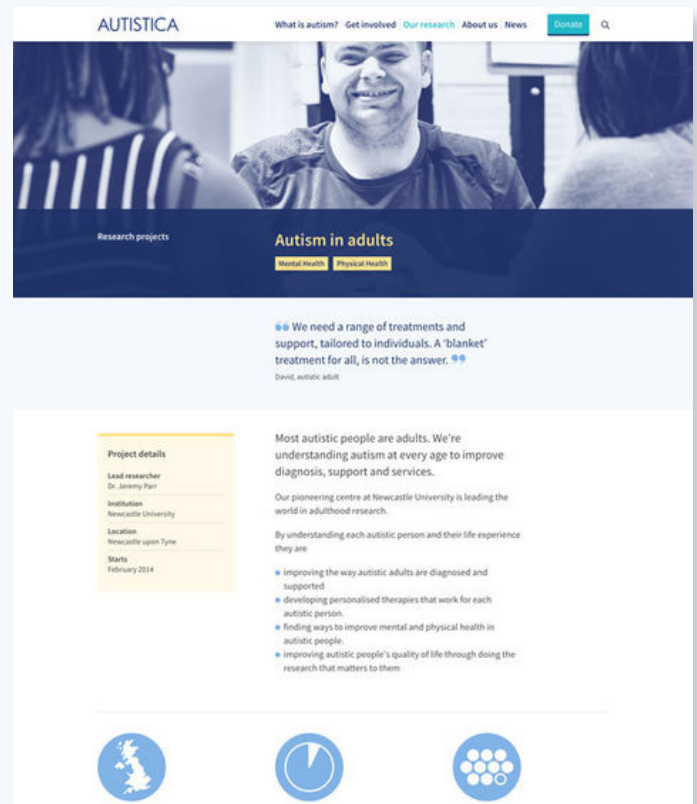 AUTISTICA
What is autism? Get involved Our research About us News Donate
Research projects
Autism in adults
Mental Health Physical Health
We need a range of treatments and
support, tailored to individuals. A ‘blanket’
treatment for all, is not the answer.
David, autistic adult
Project details
Lead researcher
Dr. Jeremy Parr
Institution
Newcastle University
Location
Newcastle upon Tyne
Starts
February 2014
Most autistic people are adults. We’re
understanding autism at every age to improve
diagnosis, support and services.
Our pioneering centre at Newcastle University is leading the
world in adulthood research.
By understanding each autistic person and their life experience
they are
improving the way autistic adults are diagnosed and
supported
developing personalised therapies that work for each
autistic person.
finding ways to improve mental and physical health in
autistic people.
improving autistic people’s quality of life through doing the
research that matters to them